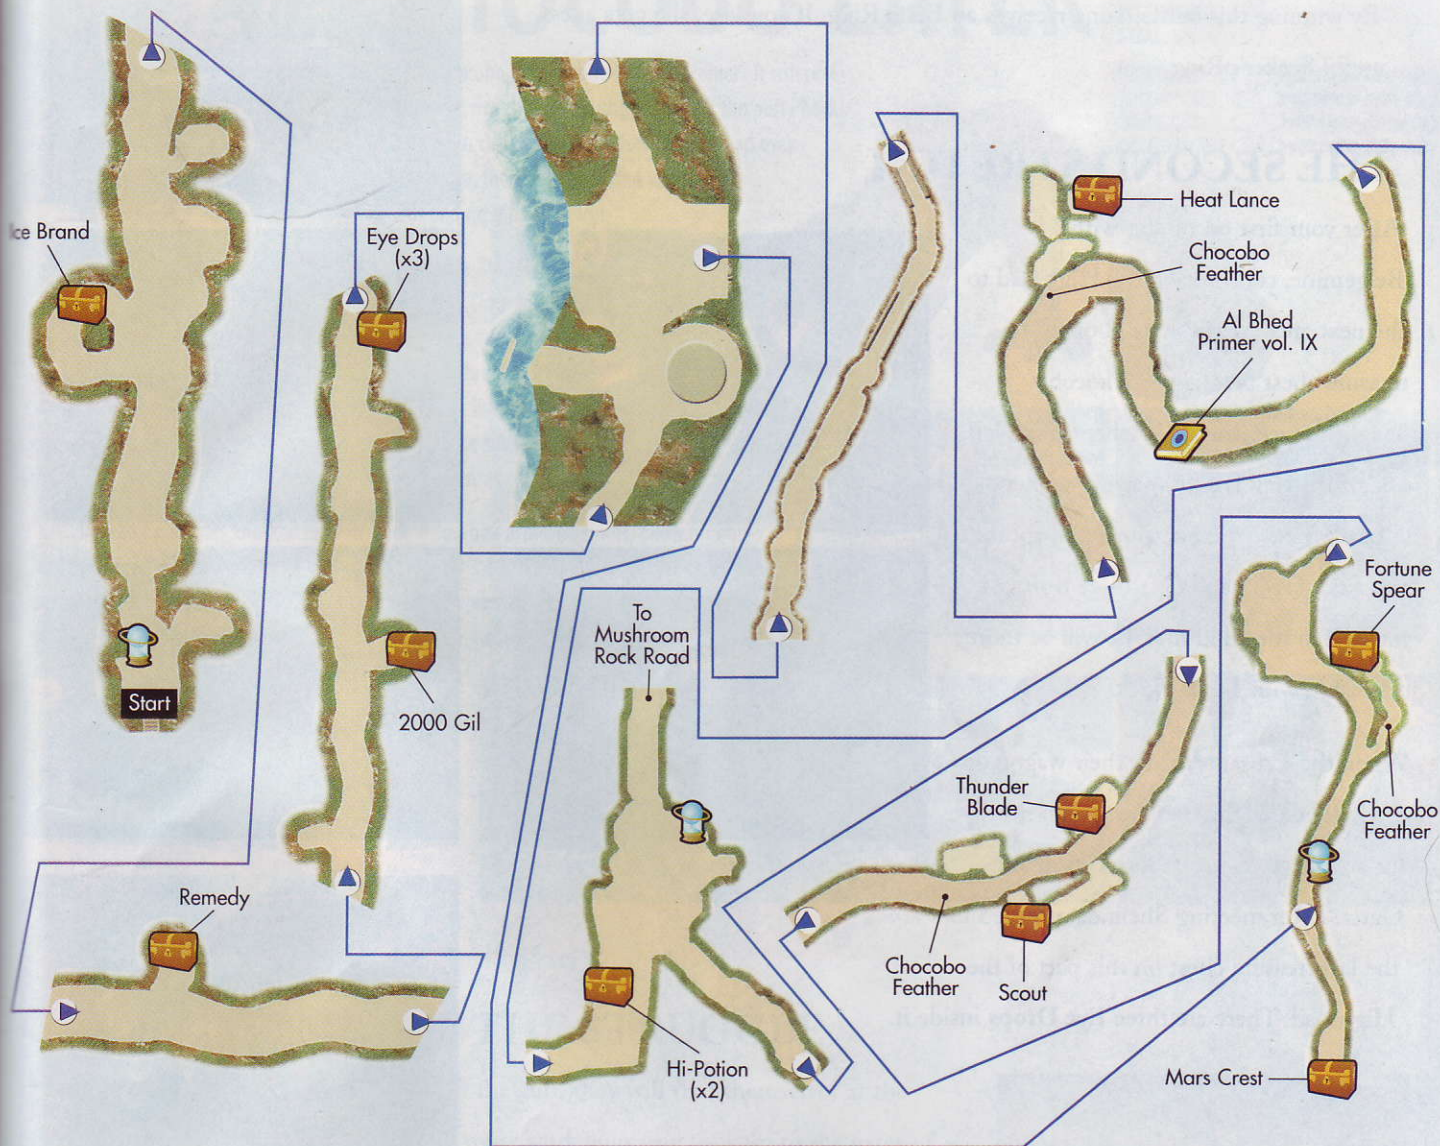 Ice Brand
Start
Remedy
Eye Drops
(x3)
2000 Gil
To
Mushroom
Rock Road
Hi-Potion
(x2)
Heat Lance
Chocobo
Feather
Al Bhed
Primer vol. IX
Thunder
Blade
Chocobo
Feather
Scout
Fortune
Spear
Chocobo
Feather
Mars Crest